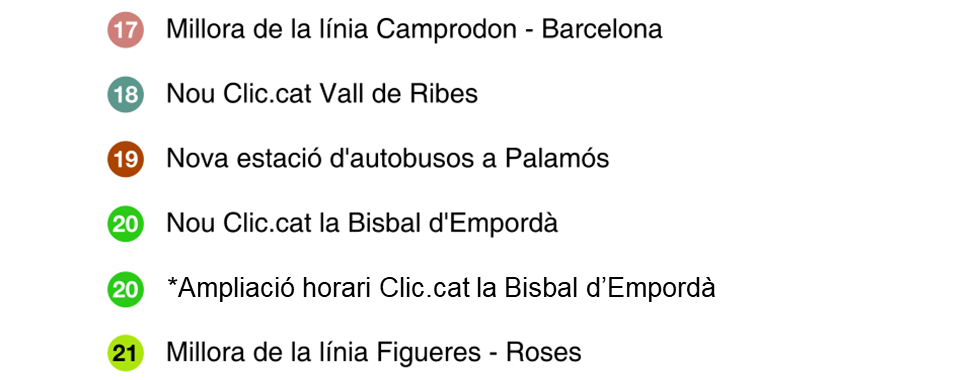 17 Millora de la línia Camprodon - Barcelona
18 Nou Clic.cat Vall de Ribes
19 Nova estació d'autobusos a Palamós
20 Nou Clic.cat la Bisbal d'Empordà
20 *Ampliació horari Clic.cat la Bisbal d’Empordà
21 Millora de la línia Figueres - Roses